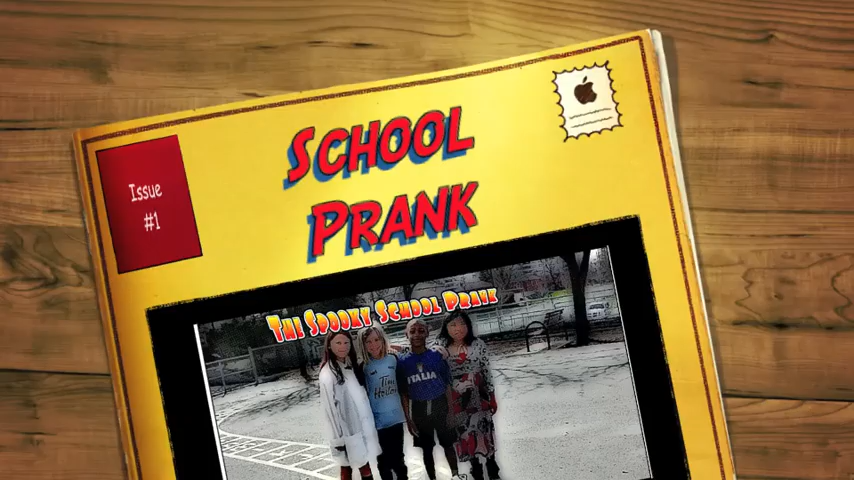 SCHOOL
PRANK
Issue
#1
THE SPOOKY SCHOOL PRANK
ITALIA